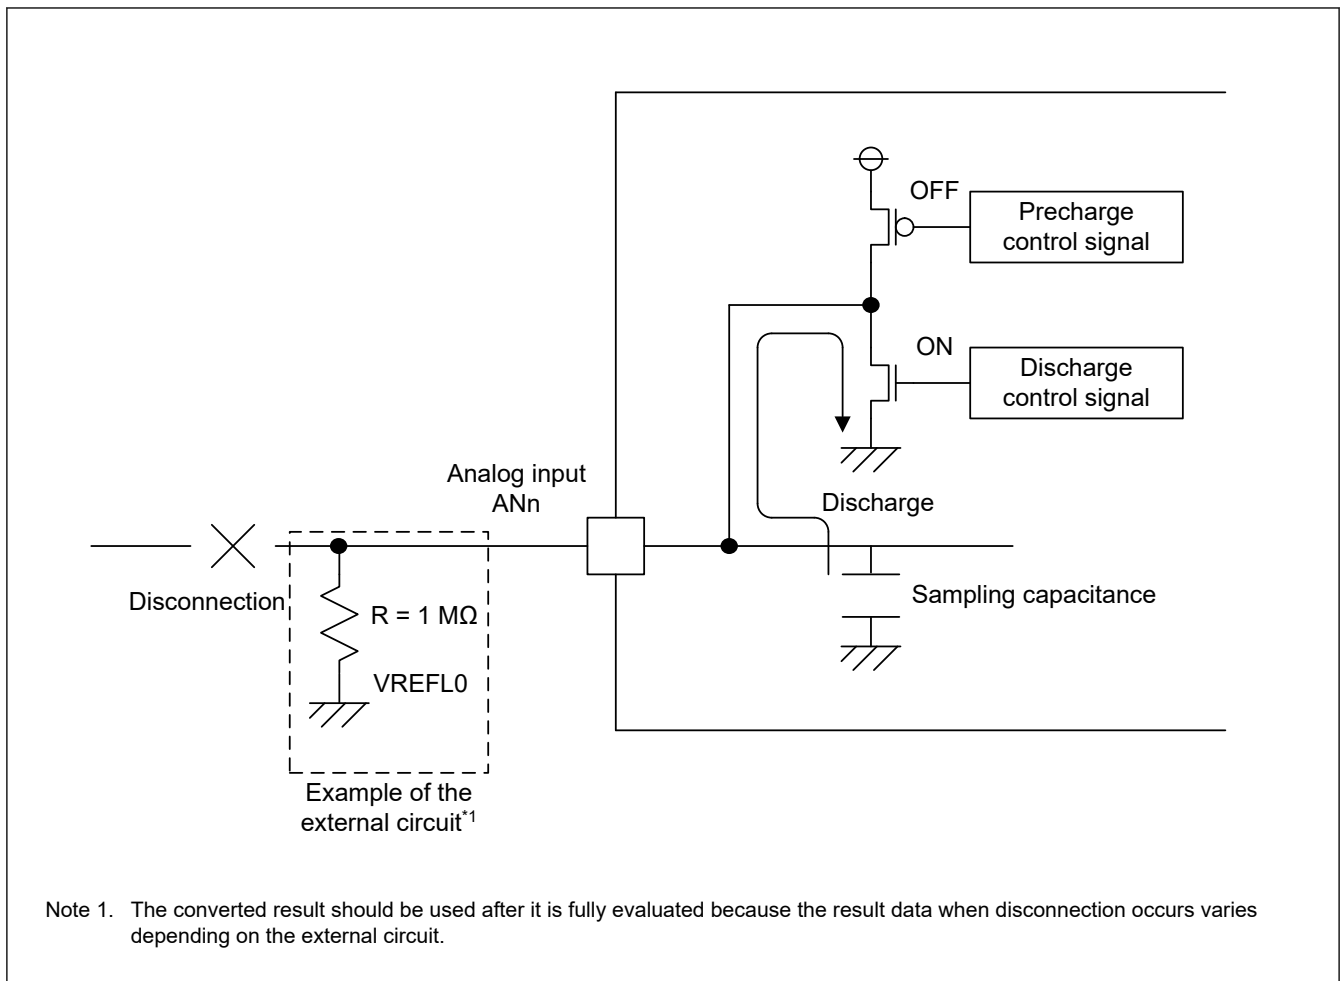 OFF
Precharge
control signal
ON
Discharge
control signal
Analog input
ANn
Discharge
Disconnection
R = 1 MΩ
Sampling capacitance
VREFL0
Example of the
external circuit*1
Note 1. The converted result should be used after it is fully evaluated because the result data when disconnection occurs varies
depending on the external circuit.